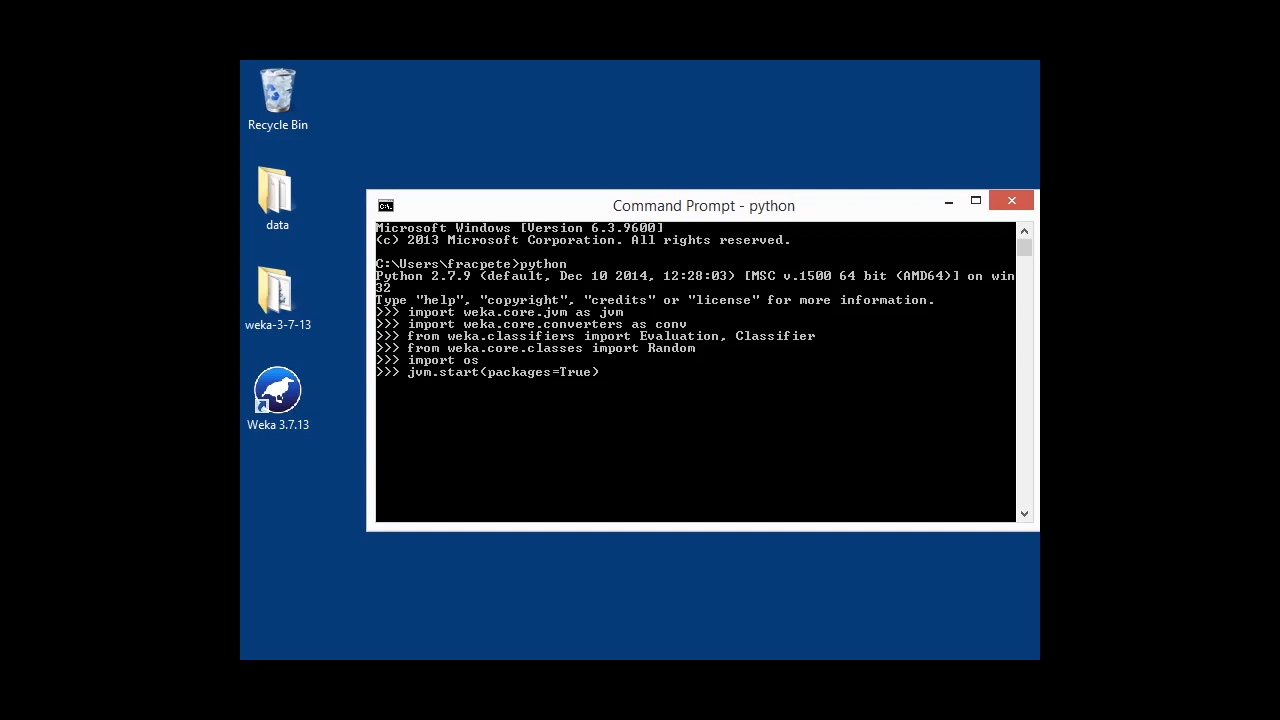 Recycle Bin
data
weka-3-7-13
Weka 3.7.13
Command Prompt - python
Microsoft Windows [Version 6.3.9600]
(c) 2013 Microsoft Corporation. All rights reserved.
C:\Users\fracpete>python
Python 2.7.9 (default, Dec 10 2014, 12:28:03) [MSC v.1500 64 bit (AMD64)] on win
32
Type "help", "copyright", "credits" or "license" for more information.
>>> import weka.core.jvm as jvm
>>> import weka.core.converters as conv
>>> from weka.classifiers import Evaluation, Classifier
>>> from weka.core.classes import Random
>>> import os
>>> jvm.start(packages=True)